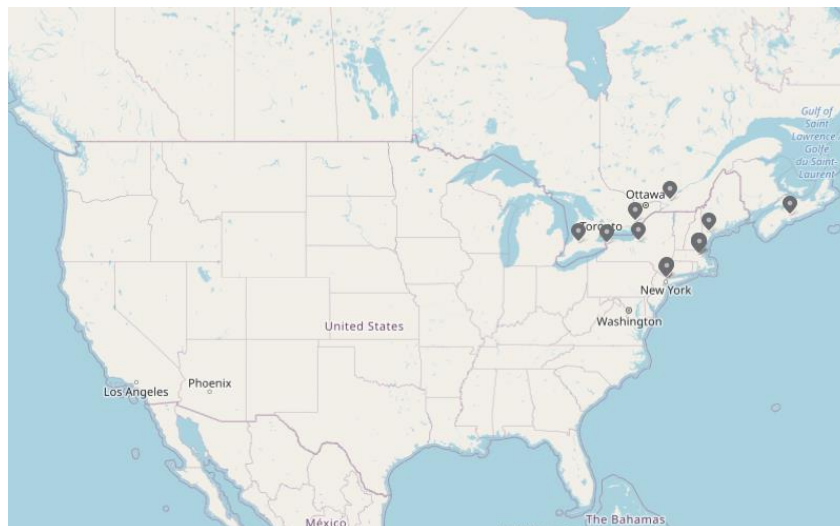 Gulf of
Saint-
Lawrence -
Golfe
du Saint-
Laurent
Ottawa
Toronto
New York
Washington
United States
Phoenix
Los Angeles
México
The Bahamas